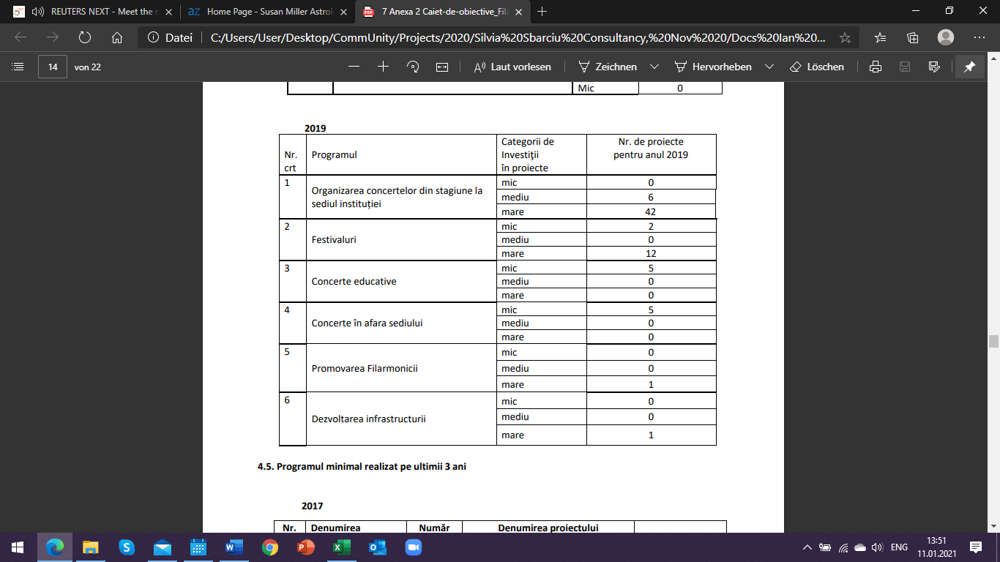 REUTERS NEXT - Meet the r
Home Page - Susan Miller Astrol
7 Anexa 2 Caiet-de-obiective_Fila
Datei
C:/Users/User/Desktop/CommUnity/Projects/2020/Silvia%20Sbarciu%20Consultancy,%20Nov%2020/Docs%20Ian%20...
14 von 22
Laut vorlesen
Zeichnen
Hervorheben
Löschen
Mic 0
2019
Nr. crt
Programul
Categorii de
Investiţii
în proiecte
Nr. de proiecte
pentru anul 2019
1
Organizarea concertelor din stagiune la
sediul instituției
mic 0
mediu 6
mare 42
2
Festivaluri
mic 2
mediu 0
mare 12
3
Concerte educative
mic 5
mediu 0
mare 0
4
Concerte în afara sediului
mic 5
mediu 0
mare 0
5
Promovarea Filarmonicii
mic 0
mediu 0
mare 1
6
Dezvoltarea infrastructurii
mic 0
mediu 0
mare 1
4.5. Programul minimal realizat pe ultimii 3 ani
2017
Nr. Denumirea Număr Denumirea proiectului
ENG
13:51
11.01.2021